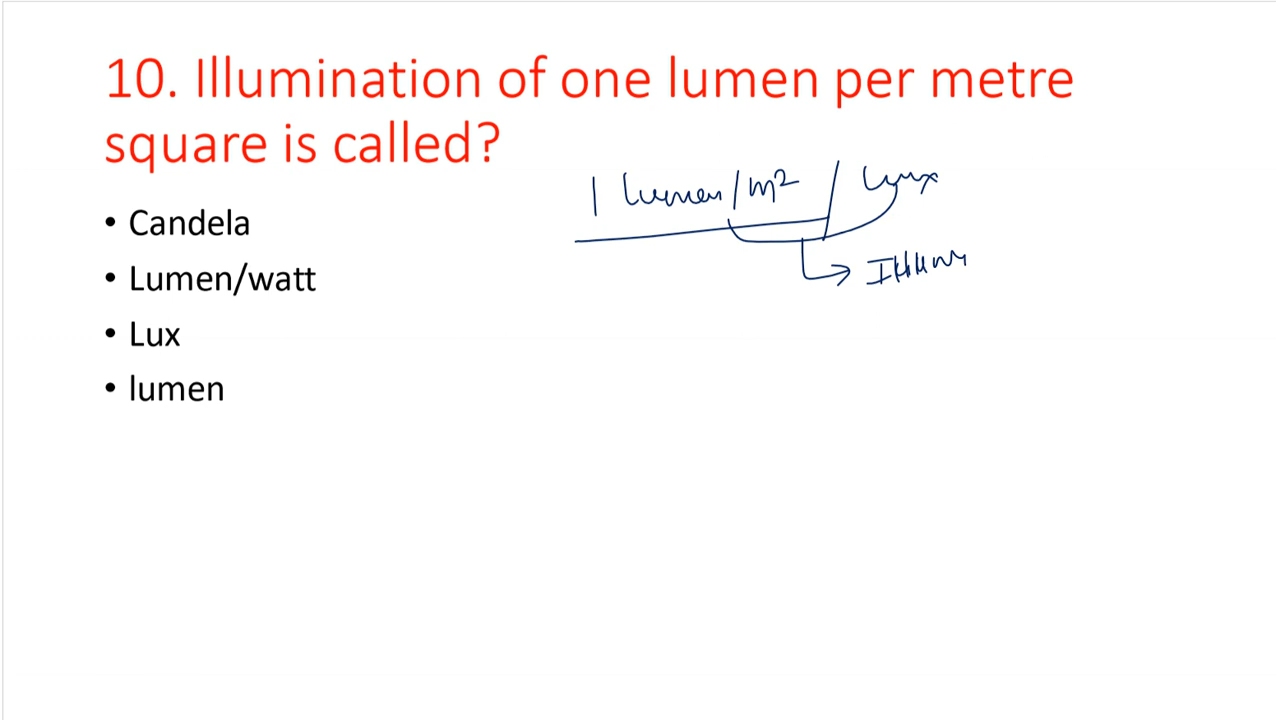 10. Illumination of one lumen per metre
square is called?
1 Lumen/m² / Lux
• Candela
• Lumen/watt
• Lux
• lumen